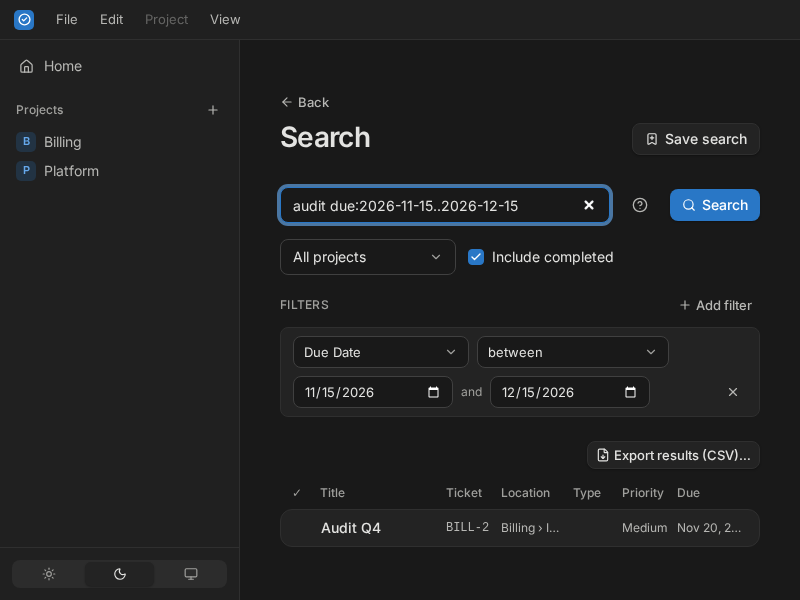 File Edit Project View
Home
Projects
B Billing
P Platform
Back
Search
Save search
audit due:2026-11-15..2026-12-15
Search
All projects
Include completed
FILTERS
Add filter
Due Date
between
11/15/2026
and
12/15/2026
Export results (CSV)...
✓ Title Ticket Location Type Priority Due
Audit Q4 BILL-2 Billing › I... Medium Nov 20, 2...